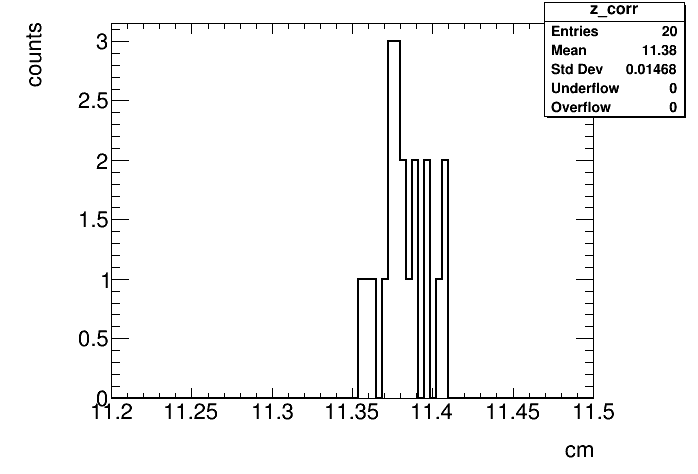 z_corr
Entries 20
Mean 11.38
Std Dev 0.01468
Underflow 0
Overflow 0
counts
3
2.5
2
1.5
1
0.5
0
11.2 11.25 11.3 11.35 11.4 11.45 11.5
cm